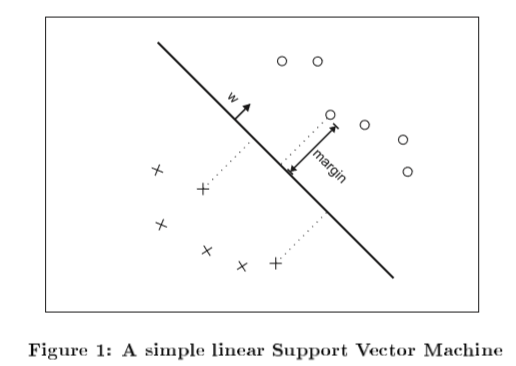 w
margin
Figure 1: A simple linear Support Vector Machine